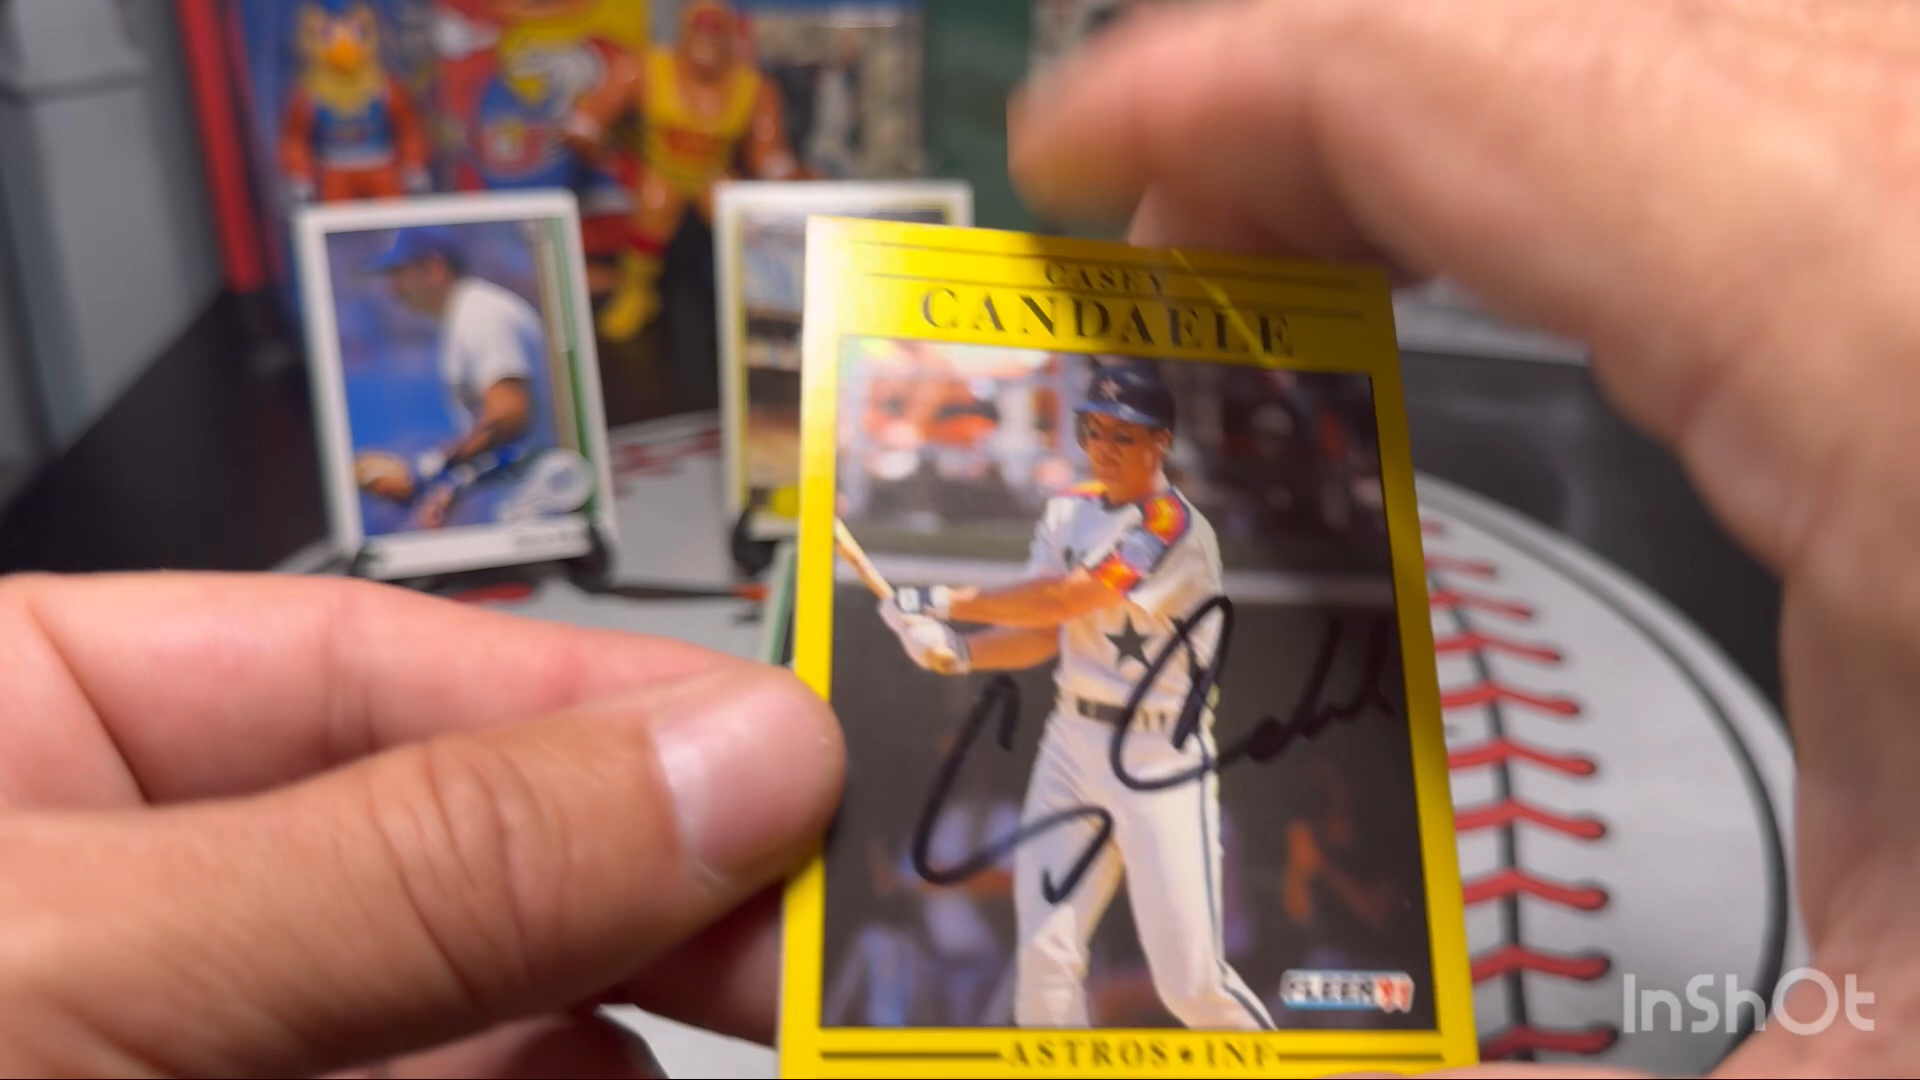 CASEY
CANDAELE
FLEER 91
ASTROS • INF
InShOt